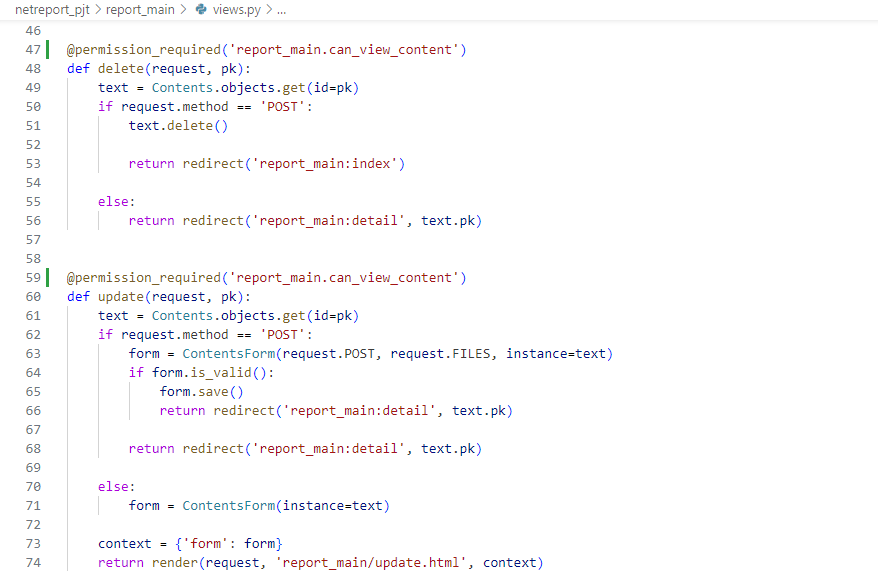 netreport_pjt > report_main > views.py > ...
46
47 @permission_required('report_main.can_view_content')
48 def delete(request, pk):
49     text = Contents.objects.get(id=pk)
50     if request.method == 'POST':
51         text.delete()
52
53         return redirect('report_main:index')
54
55     else:
56         return redirect('report_main:detail', text.pk)
57
58
59 @permission_required('report_main.can_view_content')
60 def update(request, pk):
61     text = Contents.objects.get(id=pk)
62     if request.method == 'POST':
63         form = ContentsForm(request.POST, request.FILES, instance=text)
64         if form.is_valid():
65             form.save()
66             return redirect('report_main:detail', text.pk)
67
68         return redirect('report_main:detail', text.pk)
69
70     else:
71         form = ContentsForm(instance=text)
72
73     context = {'form': form}
74     return render(request, 'report_main/update.html', context)